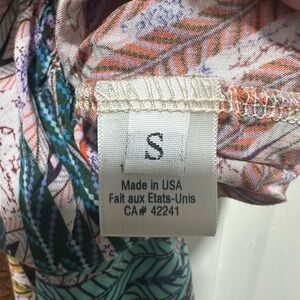 S
Made in USA
Fait aux Etats-Unis
CA# 42241